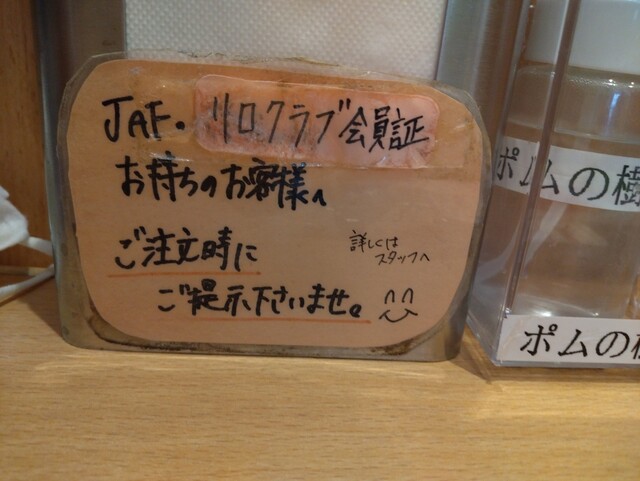 JAF・リロクラブ会員証
お持ちのお客様へ
ご注文時に
ご提示下さいませ。
詳しくは
スタッフへ
ポムの樹
ポムの